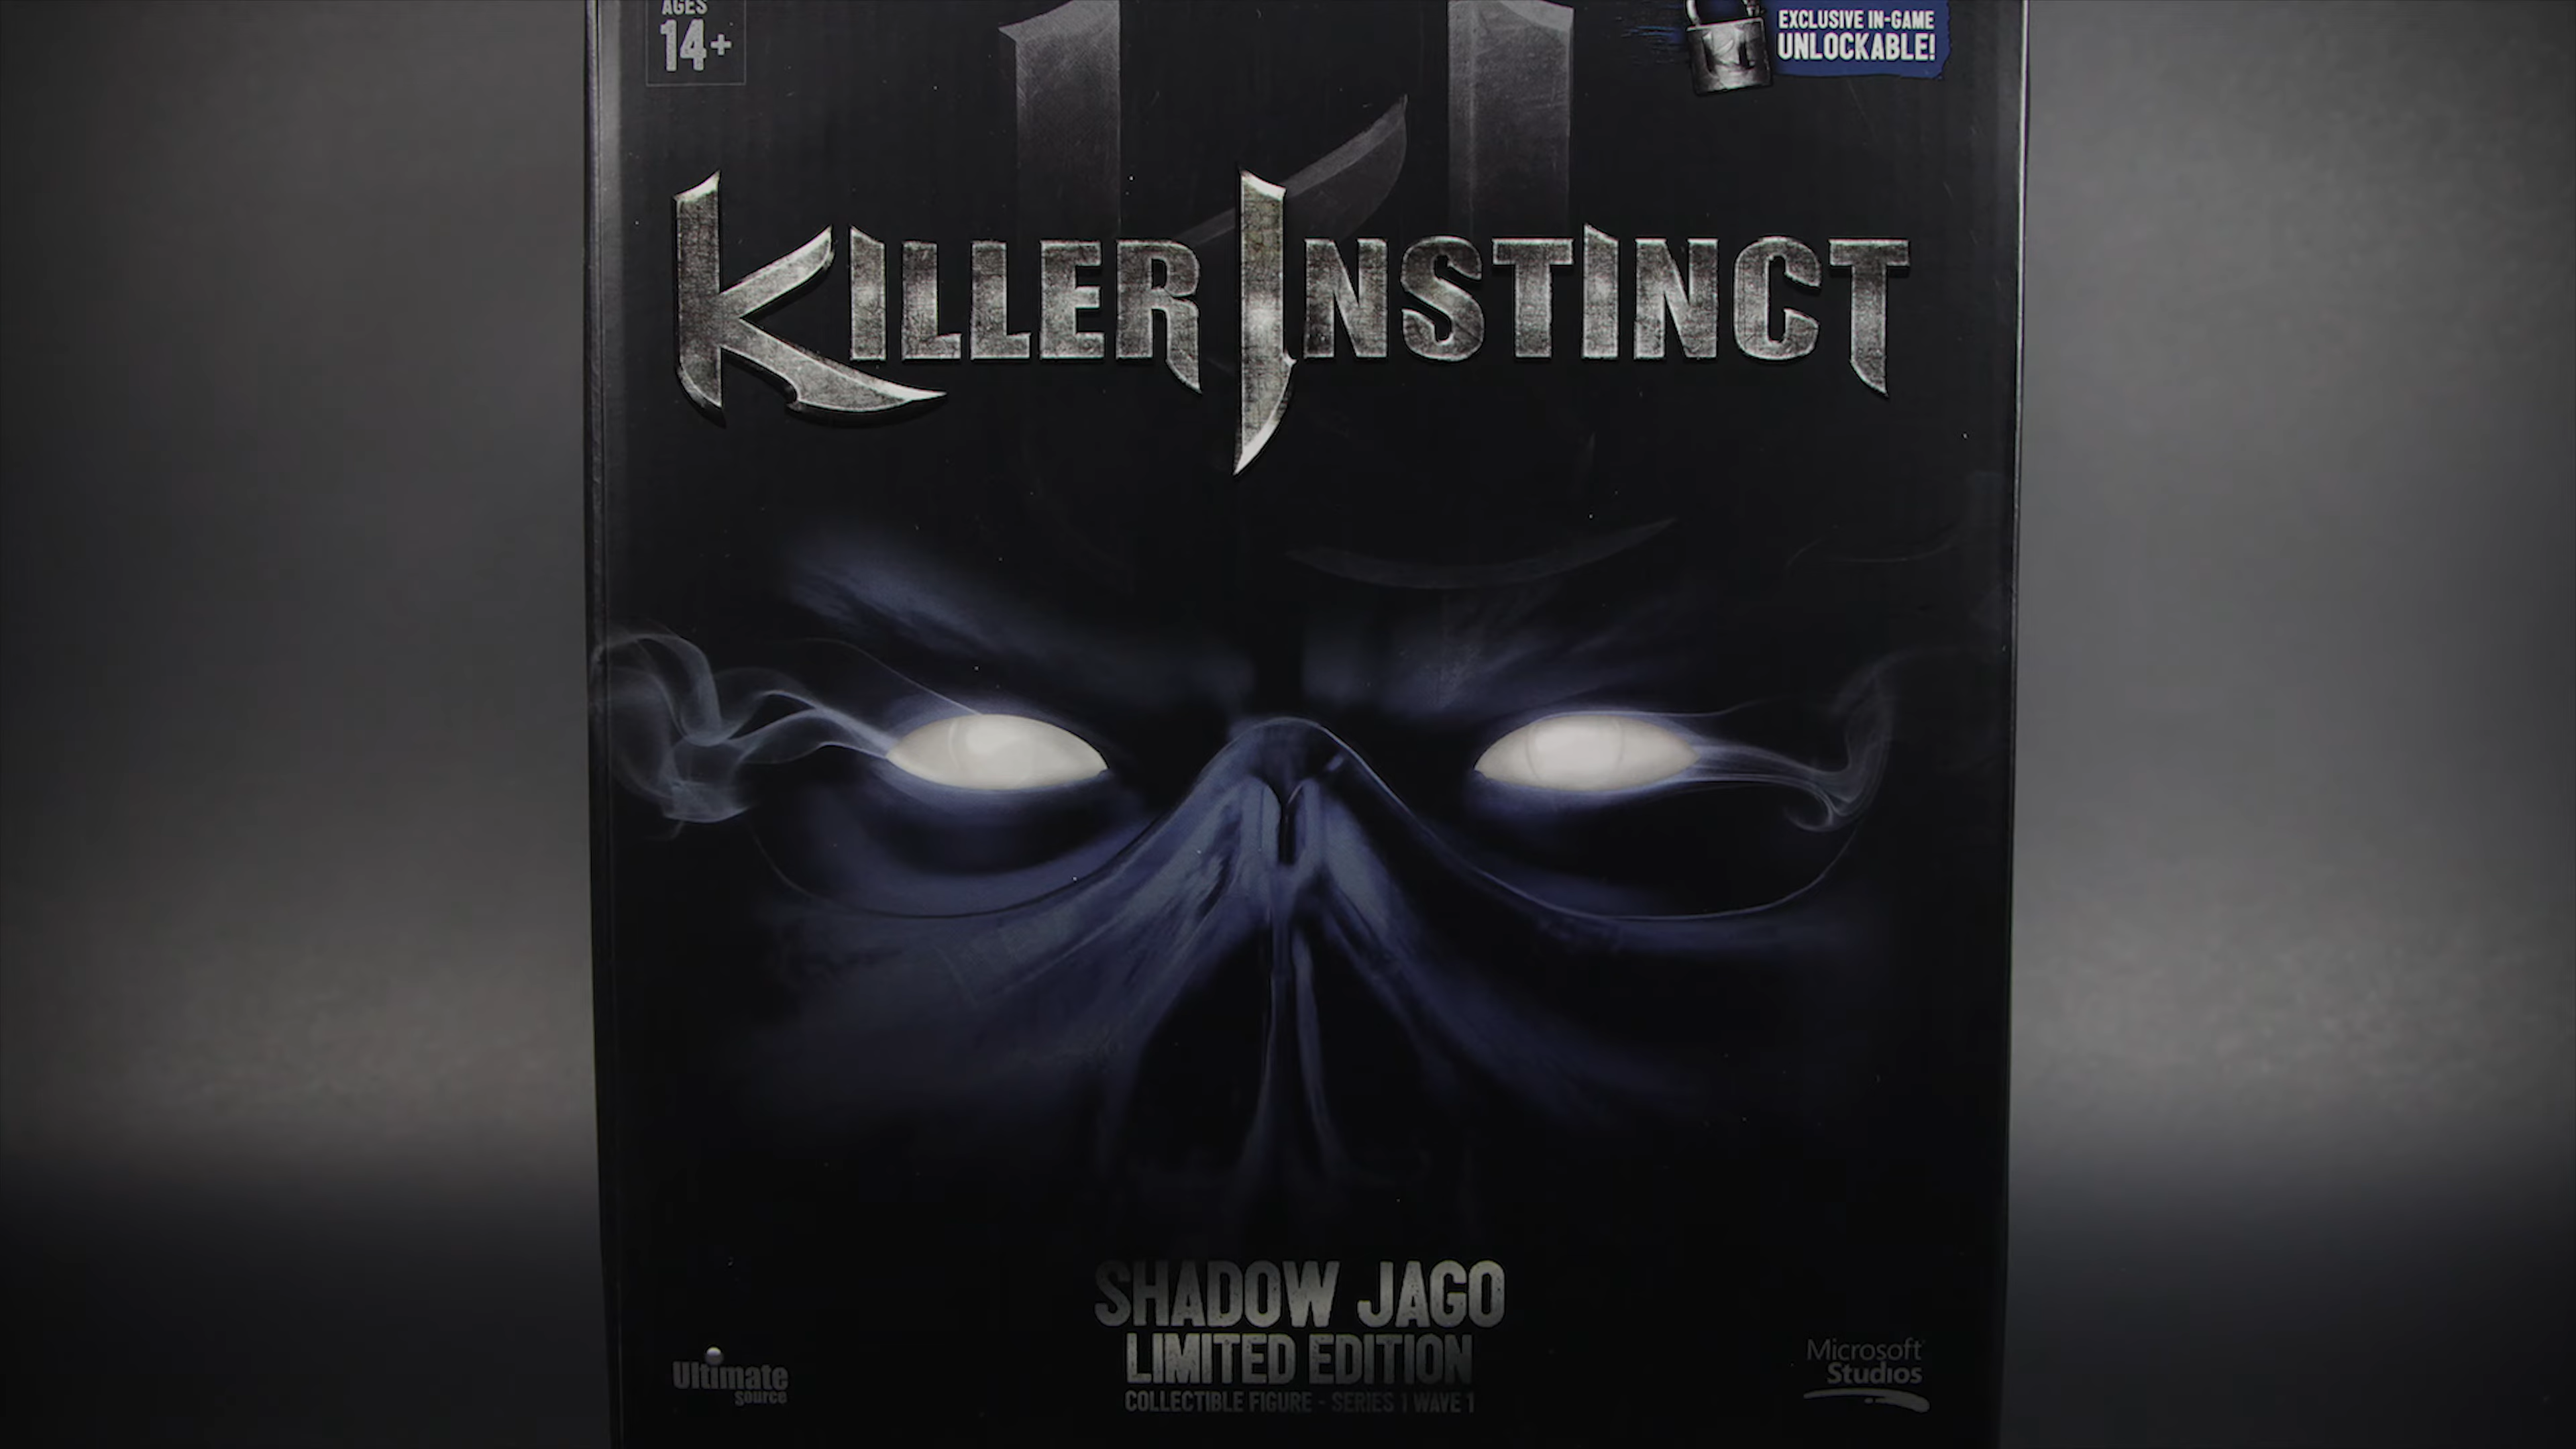 AGES
14+
EXCLUSIVE IN-GAME
UNLOCKABLE!
KILLER INSTINCT
SHADOW JAGO
LIMITED EDITION
COLLECTIBLE FIGURE - SERIES 1 WAVE 1
Ultimate
source
Microsoft
Studios